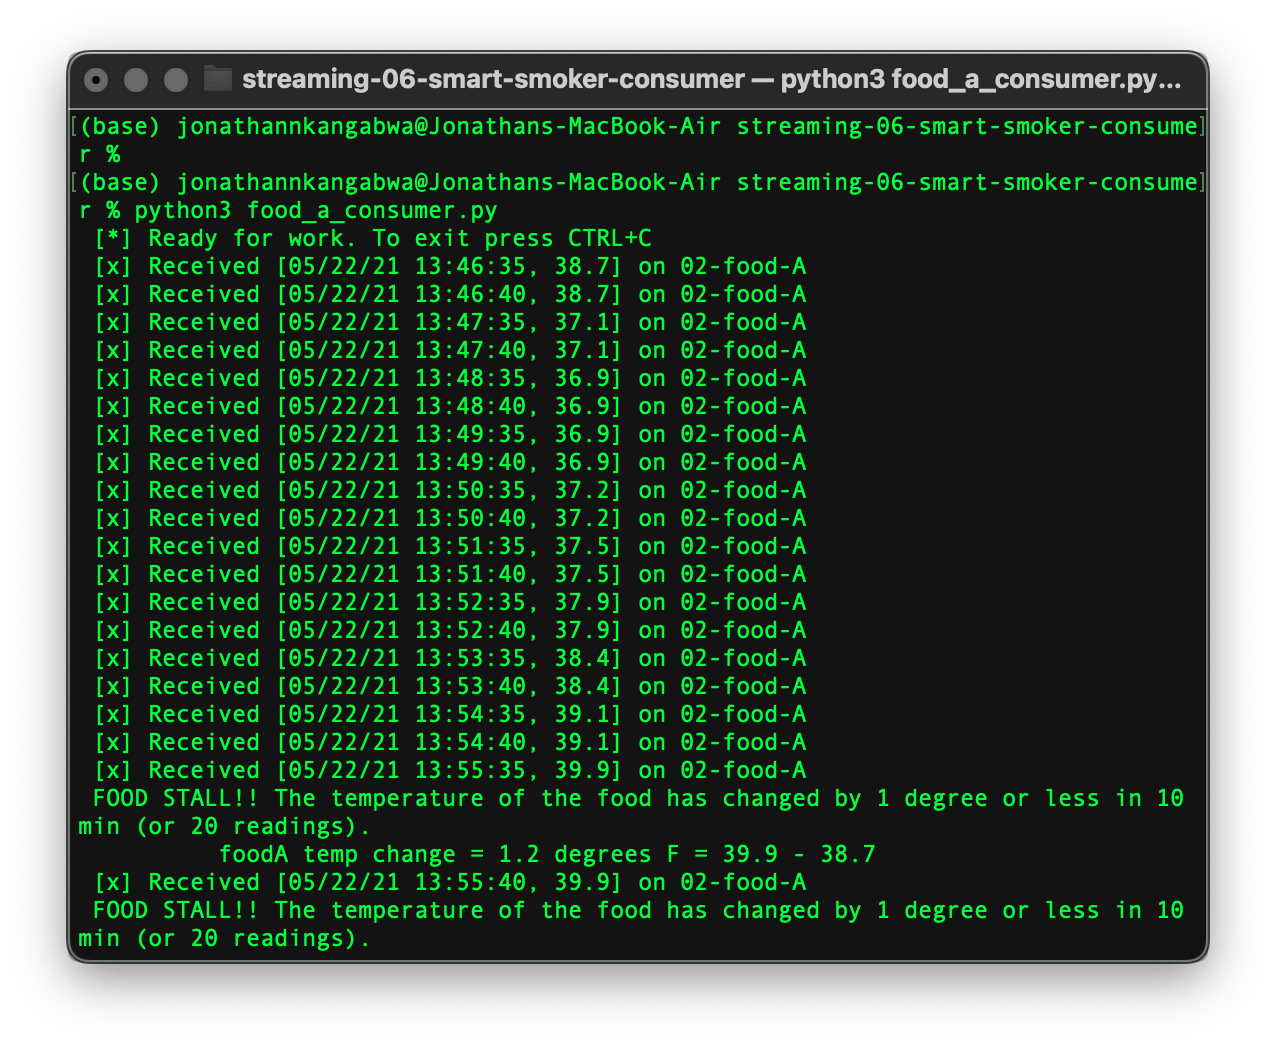 streaming-06-smart-smoker-consumer — python3 food_a_consumer.py...
[(base) jonathannkangabwa@Jonathans-MacBook-Air streaming-06-smart-smoker-consume]
r %
[(base) jonathannkangabwa@Jonathans-MacBook-Air streaming-06-smart-smoker-consume]
r % python3 food_a_consumer.py
[*] Ready for work. To exit press CTRL+C
[x] Received [05/22/21 13:46:35, 38.7] on 02-food-A
[x] Received [05/22/21 13:46:40, 38.7] on 02-food-A
[x] Received [05/22/21 13:47:35, 37.1] on 02-food-A
[x] Received [05/22/21 13:47:40, 37.1] on 02-food-A
[x] Received [05/22/21 13:48:35, 36.9] on 02-food-A
[x] Received [05/22/21 13:48:40, 36.9] on 02-food-A
[x] Received [05/22/21 13:49:35, 36.9] on 02-food-A
[x] Received [05/22/21 13:49:40, 36.9] on 02-food-A
[x] Received [05/22/21 13:50:35, 37.2] on 02-food-A
[x] Received [05/22/21 13:50:40, 37.2] on 02-food-A
[x] Received [05/22/21 13:51:35, 37.5] on 02-food-A
[x] Received [05/22/21 13:51:40, 37.5] on 02-food-A
[x] Received [05/22/21 13:52:35, 37.9] on 02-food-A
[x] Received [05/22/21 13:52:40, 37.9] on 02-food-A
[x] Received [05/22/21 13:53:35, 38.4] on 02-food-A
[x] Received [05/22/21 13:53:40, 38.4] on 02-food-A
[x] Received [05/22/21 13:54:35, 39.1] on 02-food-A
[x] Received [05/22/21 13:54:40, 39.1] on 02-food-A
[x] Received [05/22/21 13:55:35, 39.9] on 02-food-A
FOOD STALL!! The temperature of the food has changed by 1 degree or less in 10
min (or 20 readings).
foodA temp change = 1.2 degrees F = 39.9 - 38.7
[x] Received [05/22/21 13:55:40, 39.9] on 02-food-A
FOOD STALL!! The temperature of the food has changed by 1 degree or less in 10
min (or 20 readings).